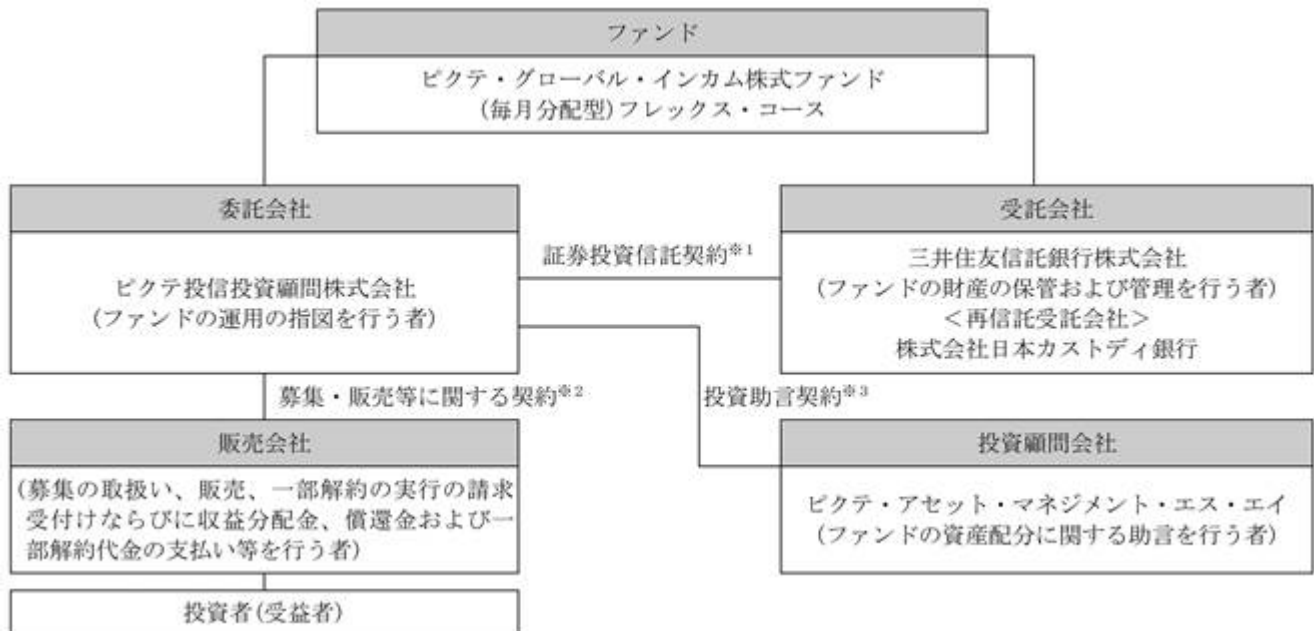 ファンド
ピクテ・グローバル・インカム株式ファンド
(毎月分配型)フレックス・コース
委託会社
ピクテ投信投資顧問株式会社
(ファンドの運用の指図を行う者)
証券投資信託契約※1
受託会社
三井住友信託銀行株式会社
(ファンドの財産の保管および管理を行う者)
＜再信託受託会社＞
株式会社日本カストディ銀行
募集・販売等に関する契約※2
投資助言契約※3
販売会社
(募集の取扱い、販売、一部解約の実行の請求
受付けならびに収益分配金、償還金および一
部解約代金の支払い等を行う者)
投資顧問会社
ピクテ・アセット・マネジメント・エス・エイ
(ファンドの資産配分に関する助言を行う者)
投資者(受益者)